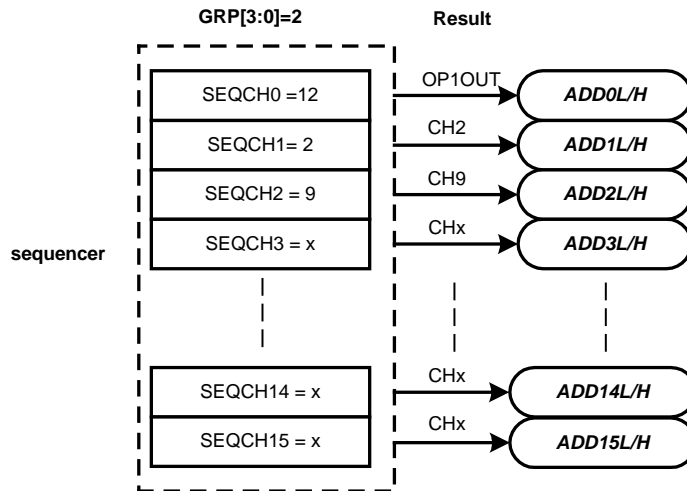 GRP[3:0]=2 Result
SEQCH0 =12 OP1OUT ADD0L/H
SEQCH1= 2 CH2 ADD1L/H
SEQCH2 = 9 CH9 ADD2L/H
SEQCH3 = x CHx ADD3L/H
sequencer
SEQCH14 = x CHx ADD14L/H
SEQCH15 = x CHx ADD15L/H